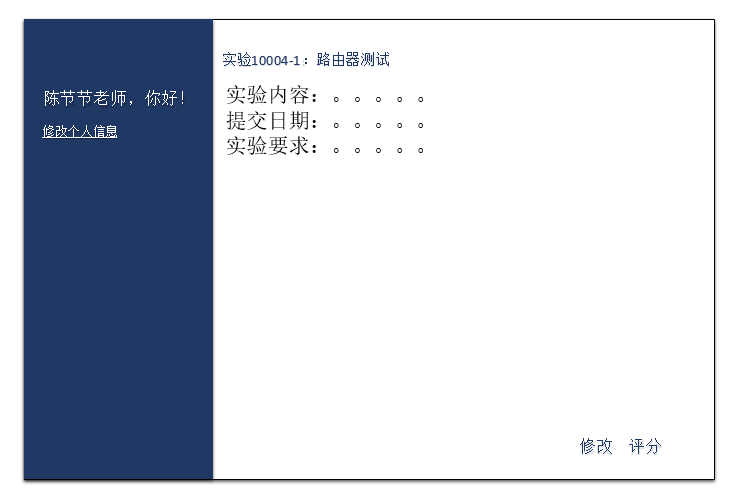 陈节节老师，你好！
修改个人信息
实验10004-1：路由器测试
实验内容：。。。。。
提交日期：。。。。。
实验要求：。。。。。
修改 评分